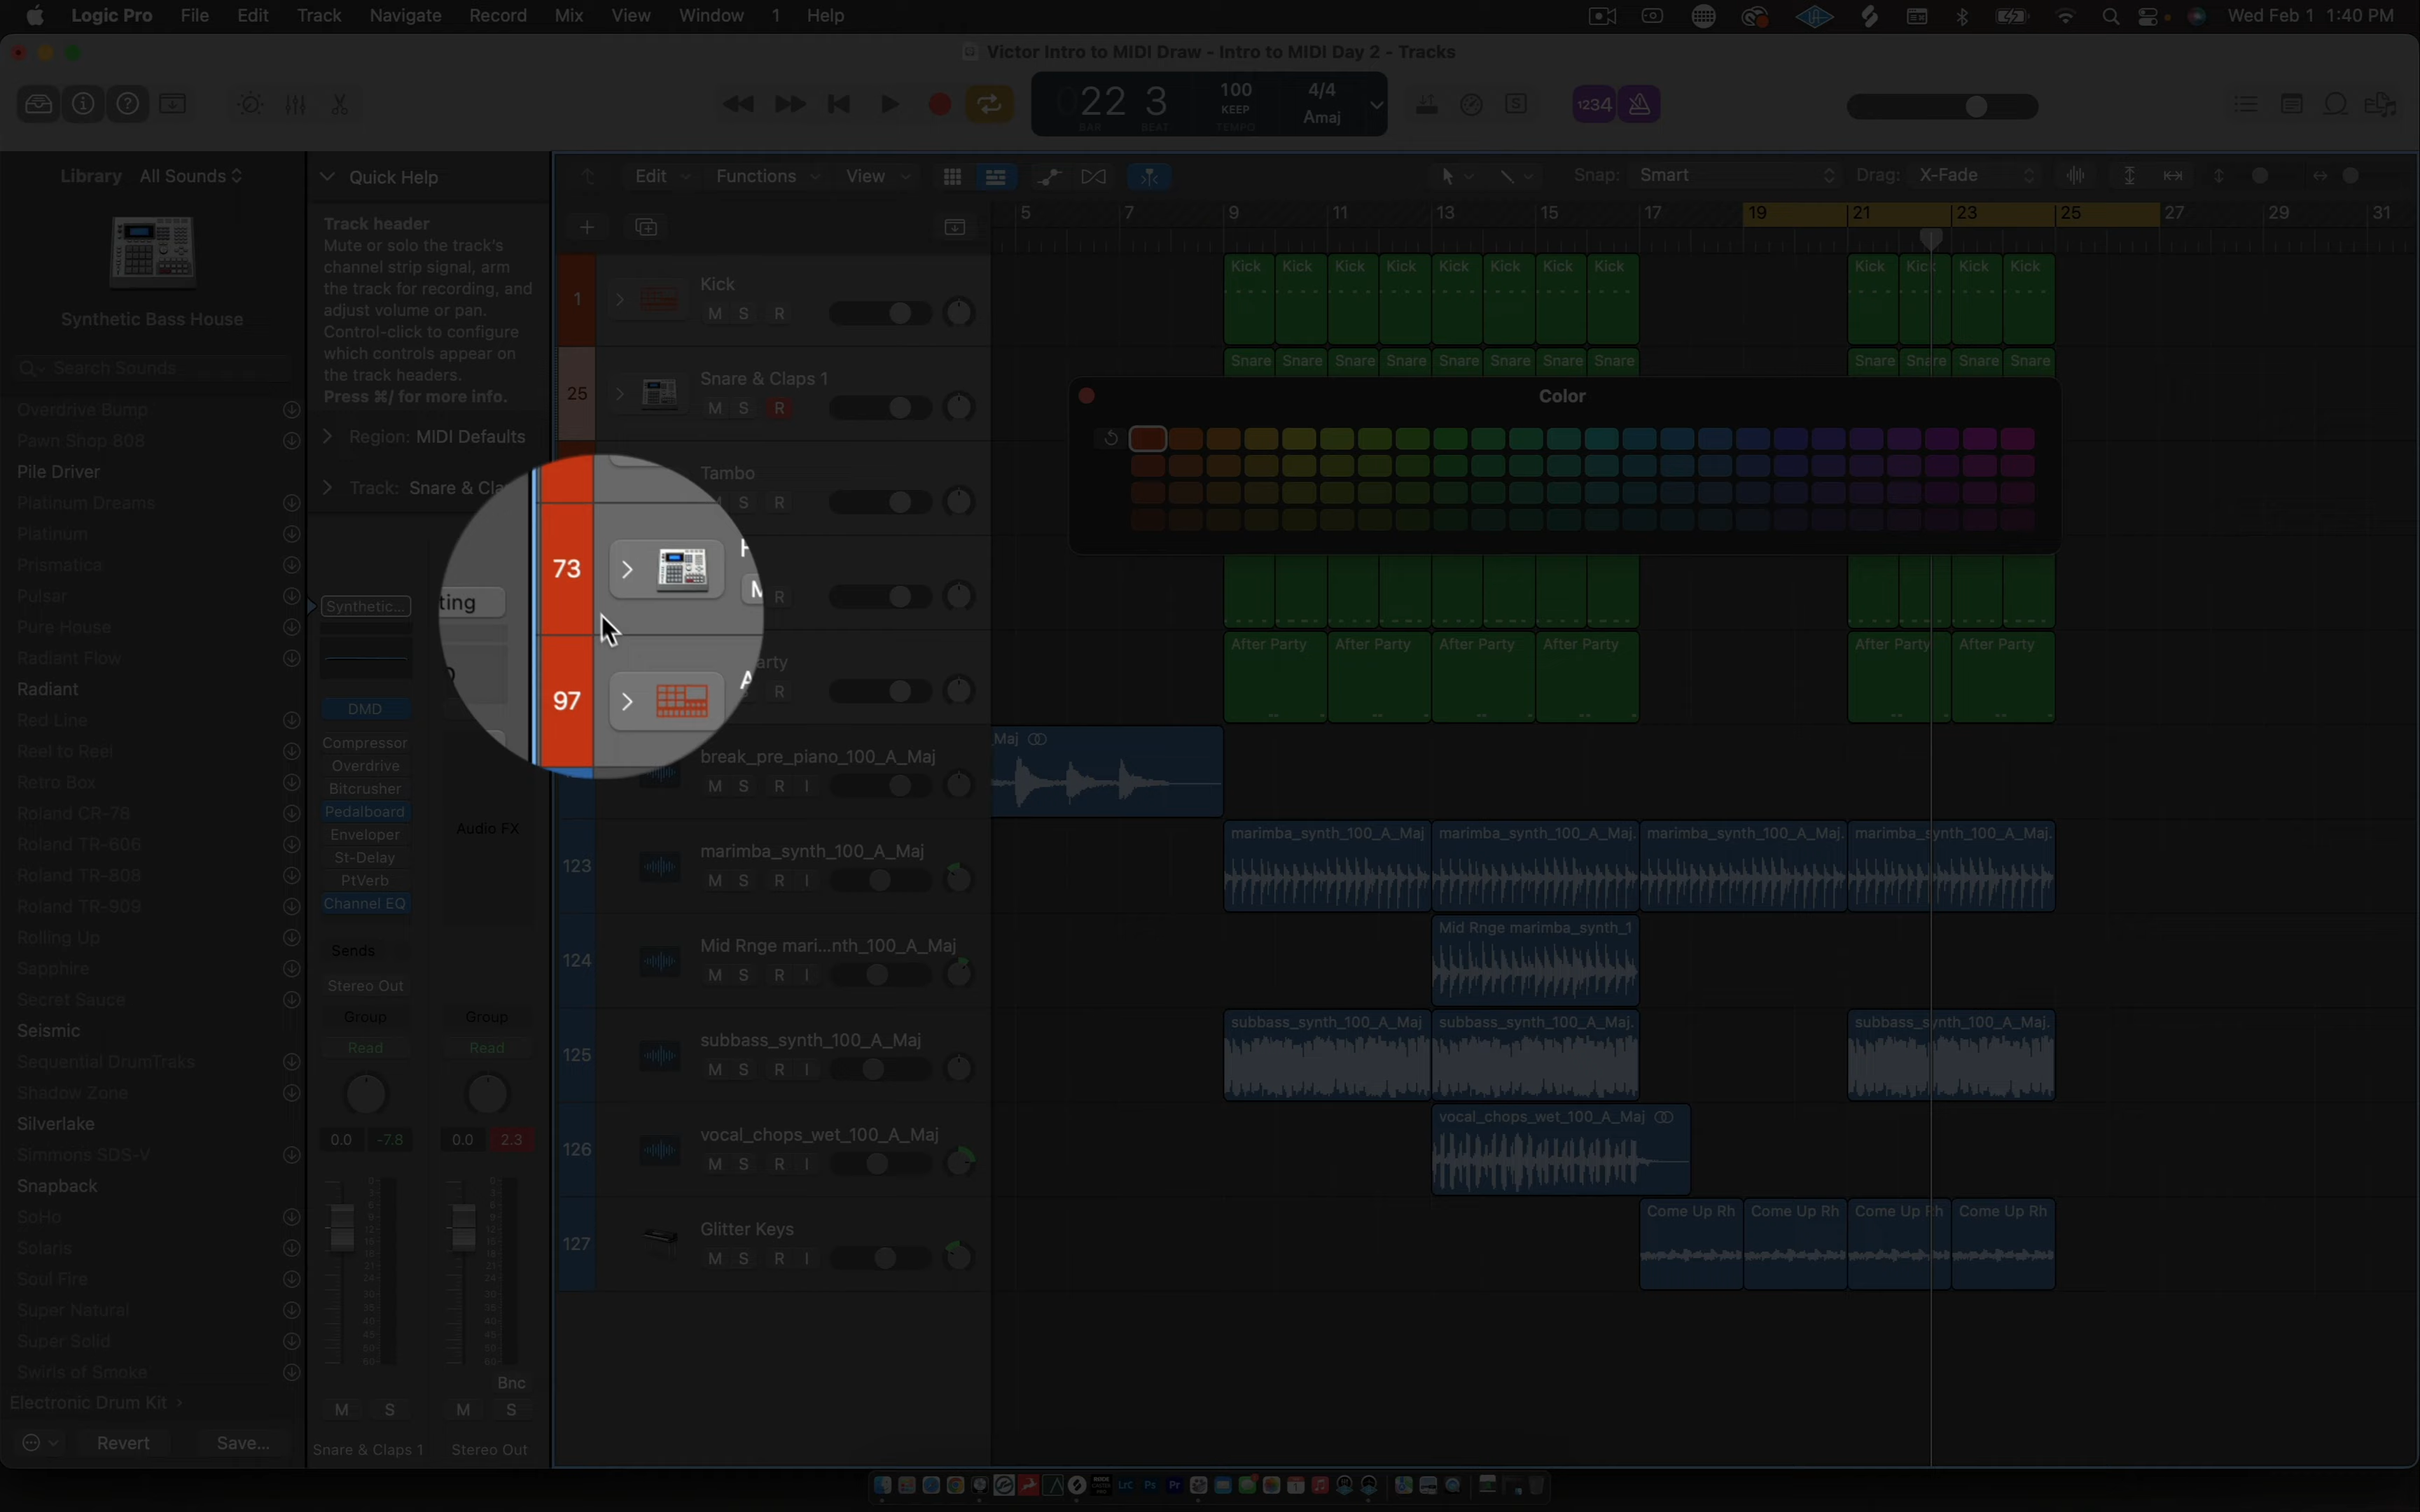 Logic Pro File Edit Track Navigate Record Mix View Window 1 Help
Wed Feb 1 1:40 PM
Victor Intro to MIDI Draw - Intro to MIDI Day 2 - Tracks
22 3
BAR BEAT
100
KEEP
TEMPO
4/4
Amaj
1234
Library All Sounds
Synthetic Bass House
Search Sounds
Overdrive Bump
Pawn Shop 808
Pile Driver
Platinum Dreams
Platinum
Prismatica
Pulsar
Pure House
Radiant Flow
Radiant
Red Line
Reel to Reel
Retro Box
Roland CR-78
Roland TR-606
Roland TR-808
Roland TR-909
Rolling Up
Sapphire
Secret Sauce
Seismic
Sequential DrumTraks
Shadow Zone
Silverlake
Simmons SDS-V
Snapback
SoHo
Solaris
Soul Fire
Super Natural
Super Solid
Swirls of Smoke
Electronic Drum Kit
Revert Save...
Quick Help
Track header
Mute or solo the track's
channel strip signal, arm
the track for recording, and
adjust volume or pan.
Control-click to configure
which controls appear on
the track headers.
Press ⌘/ for more info.
Region: MIDI Defaults
Track: Snare & Cla
Synthetic...
ting
DMD
Compressor
Overdrive
Bitcrusher
Pedalboard
Enveloper
St-Delay
PtVerb
Channel EQ
Audio FX
Sends
Stereo Out
Group Group
Read Read
0.0 -7.8 0.0 2.3
Bnc
M S M S
Snare & Claps 1 Stereo Out
Edit Functions View
Snap: Smart Drag: X-Fade
5 7 9 11 13 15 17 19 21 23 25 27 29 31
1 Kick
M S R
25 Snare & Claps 1
M S R
Tambo
S R
73
M R
97 arty
A R
break_pre_piano_100_A_Maj
M S R I
123 marimba_synth_100_A_Maj
M S R I
124 Mid Rnge mari...nth_100_A_Maj
M S R I
125 subbass_synth_100_A_Maj
M S R I
126 vocal_chops_wet_100_A_Maj
M S R I
127 Glitter Keys
M S R I
Kick Kick Kick Kick Kick Kick Kick Kick Kick Kick Kick Kick
Snare Snare Snare Snare Snare Snare Snare Snare Snare Snare Snare Snare
Color
After Party After Party After Party After Party After Party After Party
Maj
marimba_synth_100_A_Maj marimba_synth_100_A_Maj. marimba_synth_100_A_Maj. marimba_synth_100_A_Maj.
Mid Rnge marimba_synth_1
subbass_synth_100_A_Maj subbass_synth_100_A_Maj. subbass_synth_100_A_Maj.
vocal_chops_wet_100_A_Maj
Come Up Rh Come Up Rh Come Up Rh Come Up Rh